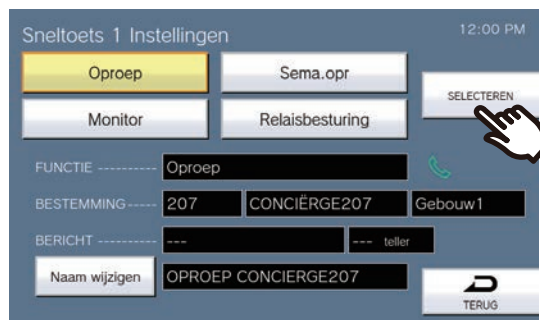 Sneltoets 1 Instellingen 12:00 PM
Oproep Sema.opr
SELECTEREN
Monitor Relaisbesturing
FUNCTIE ---------- Oproep
BESTEMMING----- 207 CONCIËRGE207 Gebouw1
BERICHT ---------- --- --- teller
Naam wijzigen OPROEP CONCIERGE207
TERUG